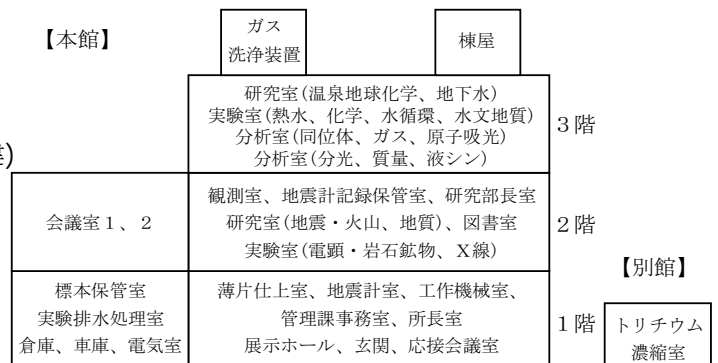 【本館】
ガス
洗浄装置
棟屋
研究室(温泉地球化学、地下水)
実験室(熱水、化学、水循環、水文地質)
分析室(同位体、ガス、原子吸光)
分析室(分光、質量、液シン)
3階
会議室1、2
観測室、地震計記録保管室、研究部長室
研究室(地震・火山、地質)、図書室
実験室(電顕・岩石鉱物、X線)
2階
標本保管室
実験排水処理室
倉庫、車庫、電気室
薄片仕上室、地震計室、工作機械室、
管理課事務室、所長室
展示ホール、玄関、応接会議室
1階
【別館】
トリチウム
濃縮室